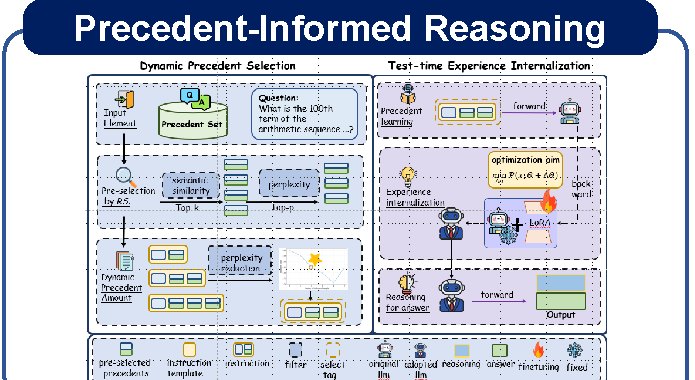 Precedent-Informed Reasoning
Dynamic Precedent Selection
Test-time Experience Internalization
Input
Element
Q
A
Precedent Set
Question:
What is the 100th
term of the
arithmetic sequence ...?
Pre-selection
by R.S.
semantic
similarity
Top-k
perplexity
Top-p
Dynamic
Precedent
Amount
perplexity
reduction
Precedent
learning
forward
optimization aim
Experience
internalization
back
ward
LoRA
Reasoning
for answer
forward
Output
pre-selected
precedents
instruction
template
instruction
filter
select
tag
original
llm
adapted
llm
reasoning
answer
finetuning
fixed